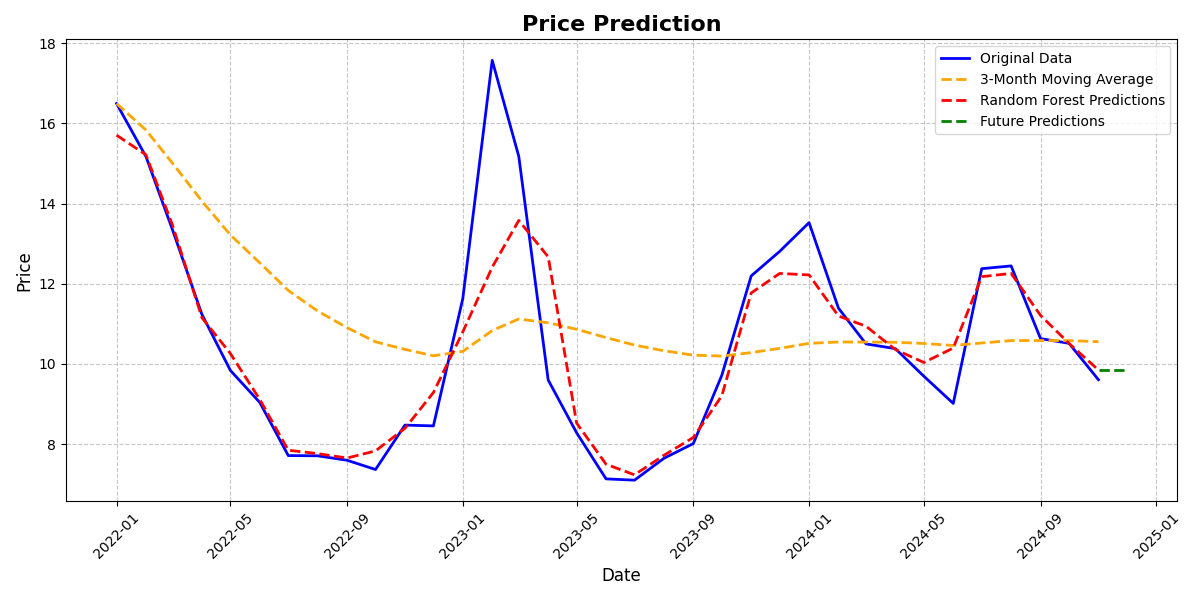 Price Prediction
Price
18
16
14
12
10
8
Original Data
3-Month Moving Average
Random Forest Predictions
Future Predictions
2022-01
2022-05
2022-09
2023-01
2023-05
2023-09
2024-01
2024-05
2024-09
2025-01
Date